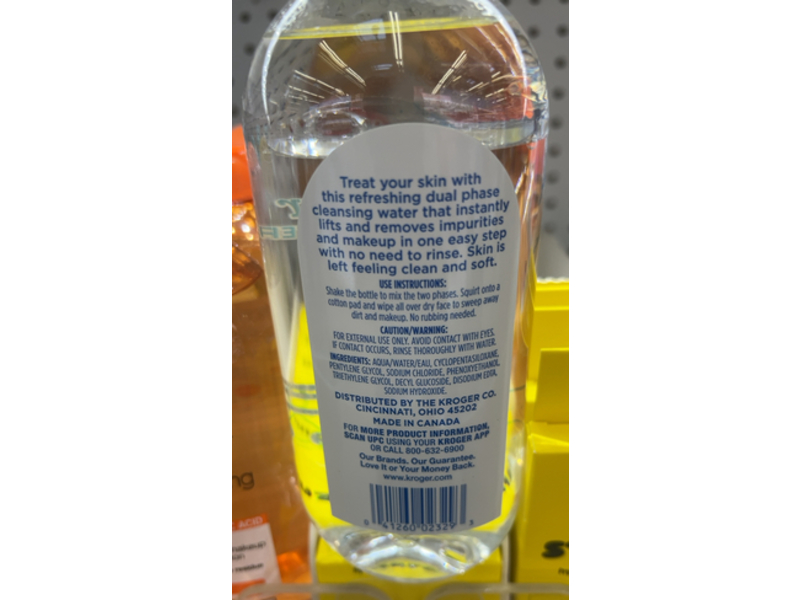 Treat your skin with
this refreshing dual phase
cleansing water that instantly
lifts and removes impurities
and makeup in one easy step
with no need to rinse. Skin is
left feeling clean and soft.
USE INSTRUCTIONS:
Shake the bottle to mix the two phases. Squirt onto a
cotton pad and wipe all over dry face to sweep away
dirt and makeup. No rubbing needed.
CAUTION/WARNING:
FOR EXTERNAL USE ONLY. AVOID CONTACT WITH EYES.
IF CONTACT OCCURS, RINSE THOROUGHLY WITH WATER.
INGREDIENTS: AQUA/WATER/EAU, CYCLOPENTASILOXANE,
PENTYLENE GLYCOL, SODIUM CHLORIDE, PHENOXYETHANOL,
TRIETHYLENE GLYCOL, DECYL GLUCOSIDE, DISODIUM EDTA,
SODIUM HYDROXIDE.
DISTRIBUTED BY THE KROGER CO.
CINCINNATI, OHIO 45202
MADE IN CANADA
FOR MORE PRODUCT INFORMATION,
SCAN UPC USING YOUR KROGER APP
OR CALL 800-632-6900
Our Brands. Our Guarantee.
Love It or Your Money Back.
www.kroger.com
41260 02329 3
ng
ACID